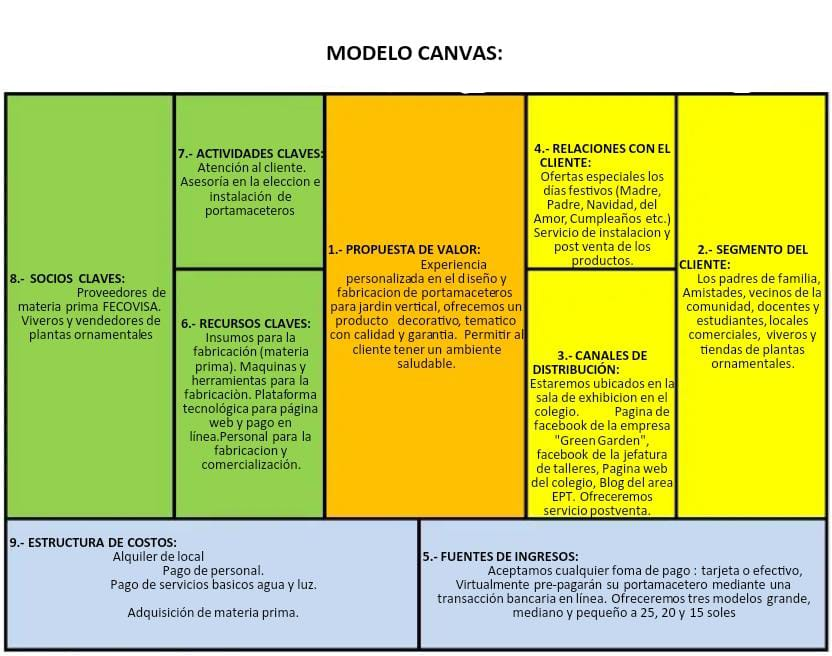 MODELO CANVAS:
8.- SOCIOS CLAVES:
Proveedores de
materia prima FECOVISA.
Viveros y vendedores de
plantas ornamentales
7.- ACTIVIDADES CLAVES:
Atención al cliente.
Asesoría en la eleccion e
instalación de
portamaceteros
6.- RECURSOS CLAVES:
Insumos para la
fabricación (materia
prima). Maquinas y
herramientas para la
fabricaciòn. Plataforma
tecnológica para página
web y pago en
línea.Personal para la
fabricacion y
comercialización.
1.- PROPUESTA DE VALOR:
Experiencia
personalizada en el diseño y
fabricacion de portamaceteros
para jardin vertical, ofrecemos un
producto decorativo, tematico
con calidad y garantia. Permitir al
cliente tener un ambiente
saludable.
4.- RELACIONES CON EL
CLIENTE:
Ofertas especiales los
días festivos (Madre,
Padre, Navidad, del
Amor, Cumpleaños etc.)
Servicio de instalacion y
post venta de los
productos.
3.- CANALES DE
DISTRIBUCIÓN:
Estaremos ubicados en la
sala de exhibicion en el
colegio. Pagina de
facebook de la empresa
"Green Garden",
facebook de la jefatura
de talleres, Pagina web
del colegio, Blog del area
EPT. Ofreceremos
servicio postventa.
2.- SEGMENTO DEL
CLIENTE:
Los padres de familia,
Amistades, vecinos de la
comunidad, docentes y
estudiantes, locales
comerciales, viveros y
tiendas de plantas
ornamentales.
9.- ESTRUCTURA DE COSTOS:
Alquiler de local
Pago de personal.
Pago de servicios basicos agua y luz.
Adquisición de materia prima.
5.- FUENTES DE INGRESOS:
Aceptamos cualquier foma de pago : tarjeta o efectivo,
Virtualmente pre-pagarán su portamacetero mediante una
transacción bancaria en línea. Ofreceremos tres modelos grande,
mediano y pequeño a 25, 20 y 15 soles